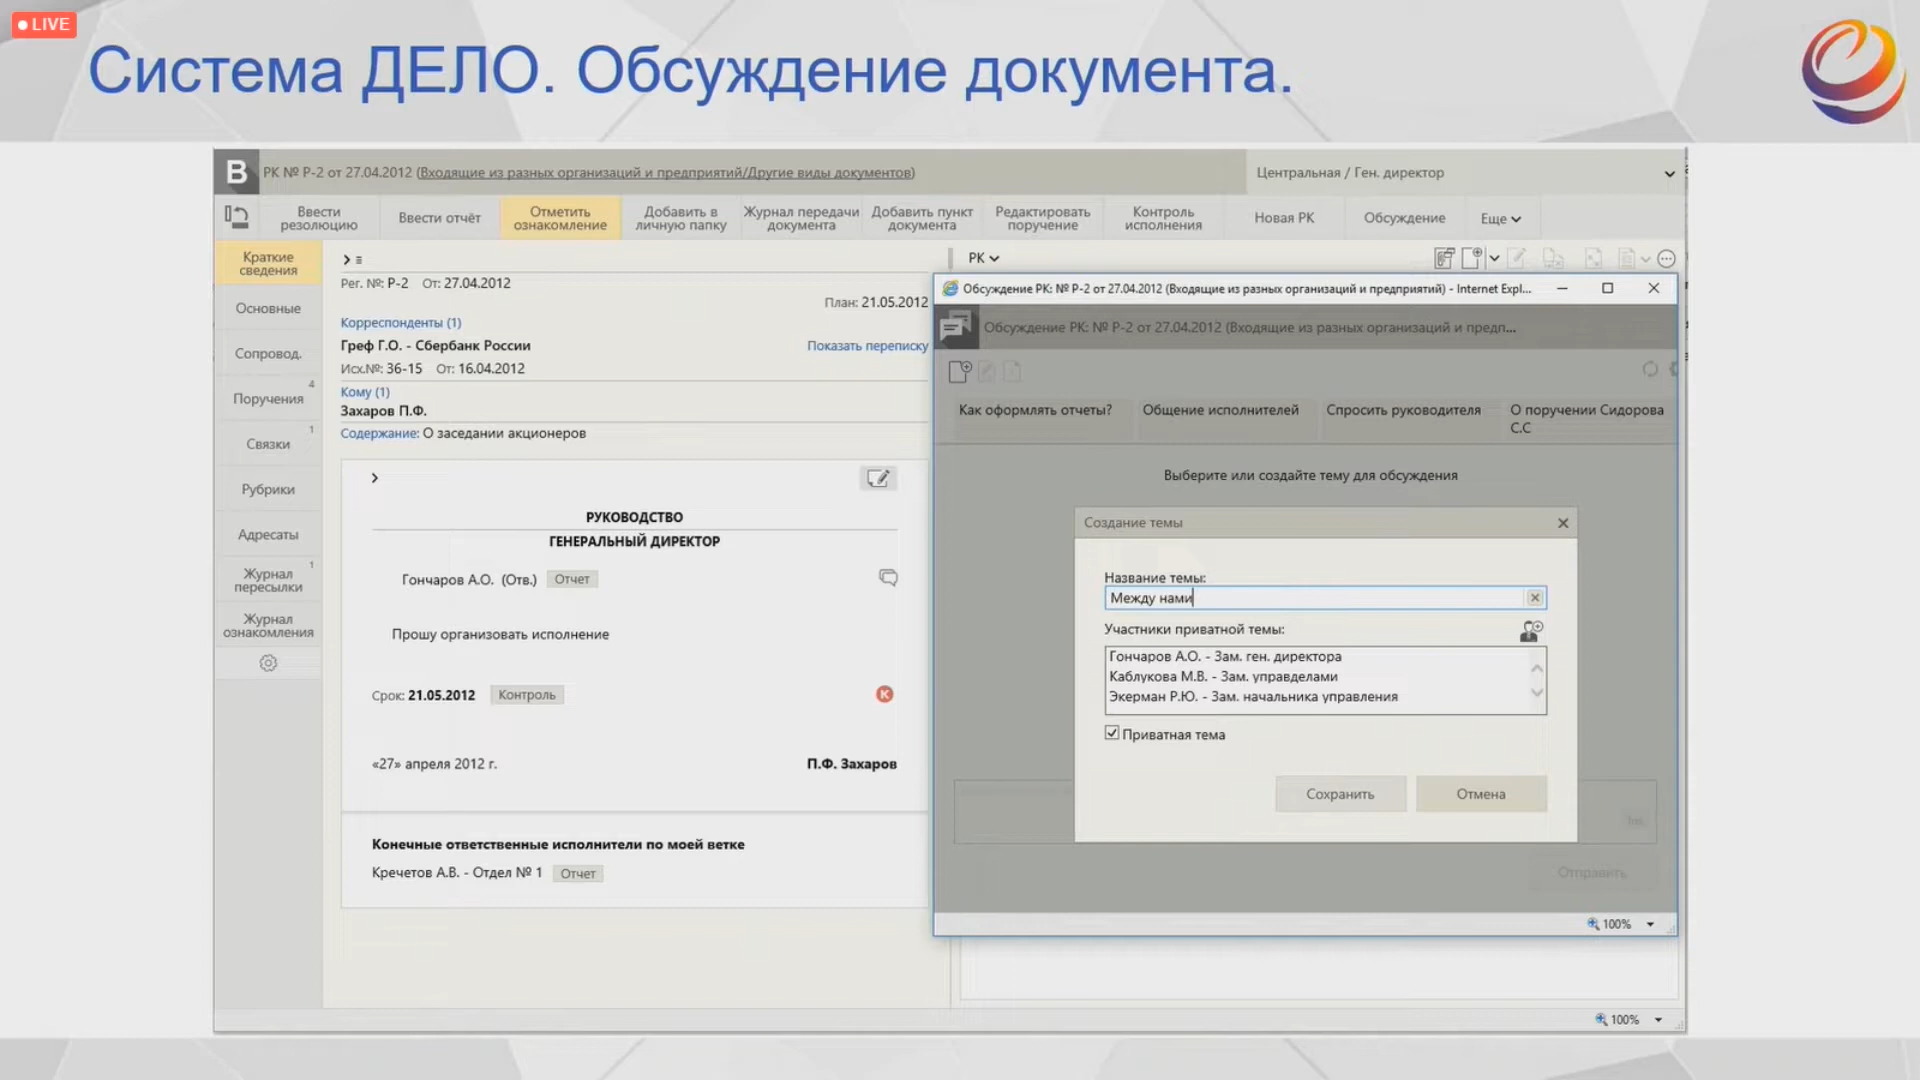 LIVE
Система ДЕЛО. Обсуждение документа.
В
РК № Р-2 от 27.04.2012 (Входящие из разных организаций и предприятий/Другие виды документов)
Центральная / Ген. директор
Ввести резолюцию
Ввести отчёт
Отметить ознакомление
Добавить в личную папку
Журнал передачи документа
Добавить пункт документа
Редактировать поручение
Контроль исполнения
Новая РК
Обсуждение
Еще
Краткие сведения
Основные
Сопровод.
Поручения 4
Связки 1
Рубрики
Адресаты
Журнал пересылки 1
Журнал ознакомления
РК
Рег. №: Р-2 От: 27.04.2012
План: 21.05.2012
Корреспонденты (1)
Греф Г.О. - Сбербанк России
Показать переписку
Исх.№: 36-15 От: 16.04.2012
Кому (1)
Захаров П.Ф.
Содержание: О заседании акционеров
РУКОВОДСТВО
ГЕНЕРАЛЬНЫЙ ДИРЕКТОР
Гончаров А.О. (Отв.) Отчет
Прошу организовать исполнение
Срок: 21.05.2012 Контроль
К
«27» апреля 2012 г.
П.Ф. Захаров
Конечные ответственные исполнители по моей ветке
Кречетов А.В. - Отдел № 1 Отчет
Обсуждение РК: № Р-2 от 27.04.2012 (Входящие из разных организаций и предприятий) - Internet Expl...
Обсуждение РК: № Р-2 от 27.04.2012 (Входящие из разных организаций и предп...
Как оформлять отчеты?
Общение исполнителей
Спросить руководителя
О поручении Сидорова С.С
Выберите или создайте тему для обсуждения
Создание темы
Название темы:
Между нами
Участники приватной темы:
Гончаров А.О. - Зам. ген. директора
Каблукова М.В. - Зам. управделами
Экерман Р.Ю. - Зам. начальника управления
Приватная тема
Сохранить
Отмена
Отправить
100%
100%